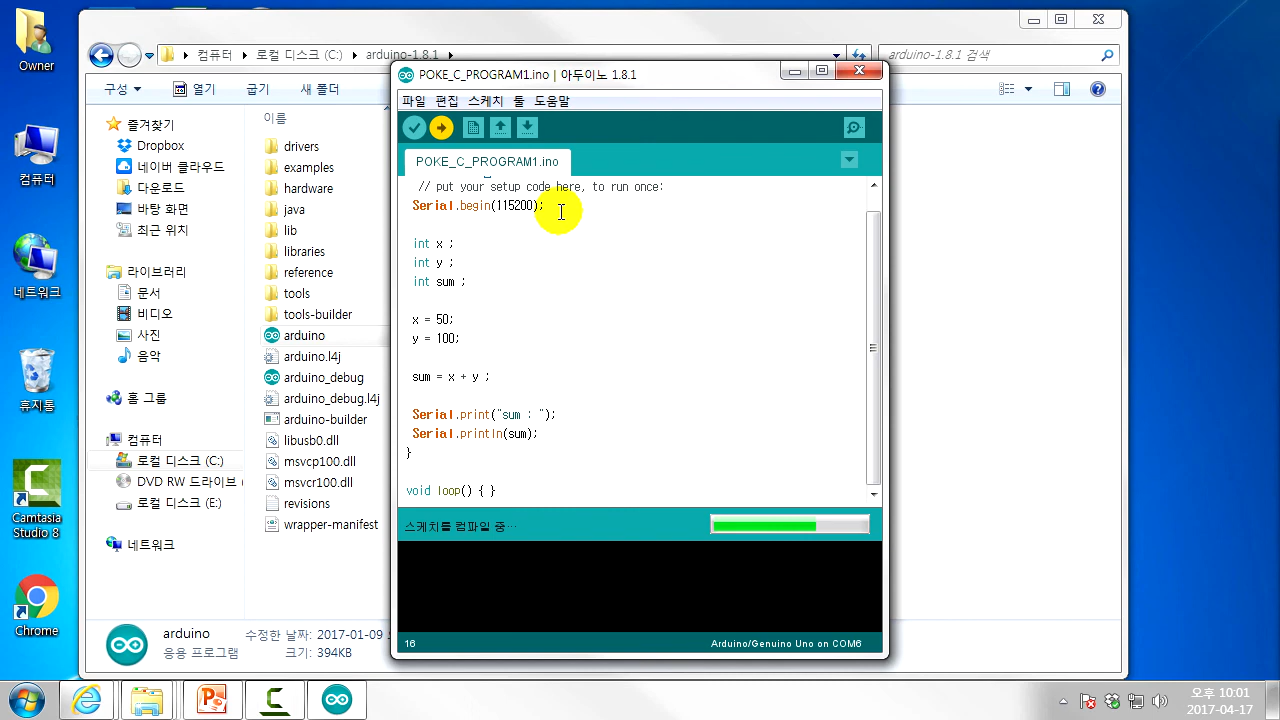 Owner
컴퓨터
네트워크
휴지통
Camtasia
Studio 8
Chrome
컴퓨터
로컬 디스크 (C:)
arduino-1.8.1
arduino-1.8.1 검색
구성
열기
굽기
새 폴더
즐겨찾기
Dropbox
네이버 클라우드
다운로드
바탕 화면
최근 위치
라이브러리
문서
비디오
사진
음악
홈 그룹
컴퓨터
로컬 디스크 (C:)
DVD RW 드라이브 (
로컬 디스크 (E:)
네트워크
이름
drivers
examples
hardware
java
lib
libraries
reference
tools
tools-builder
arduino
arduino.l4j
arduino_debug
arduino_debug.l4j
arduino-builder
libusb0.dll
msvcp100.dll
msvcr100.dll
revisions
wrapper-manifest
arduino
응용 프로그램
수정한 날짜: 2017-01-09
크기: 394KB
POKE_C_PROGRAM1.ino | 아두이노 1.8.1
파일 편집 스케치 툴 도움말
POKE_C_PROGRAM1.ino
// put your setup code here, to run once:
Serial.begin(115200);
int x ;
int y ;
int sum ;
x = 50;
y = 100;
sum = x + y ;
Serial.print("sum : ");
Serial.println(sum);
}
void loop() { }
스케치를 컴파일 중…
16
Arduino/Genuino Uno on COM6
오후 10:01
2017-04-17